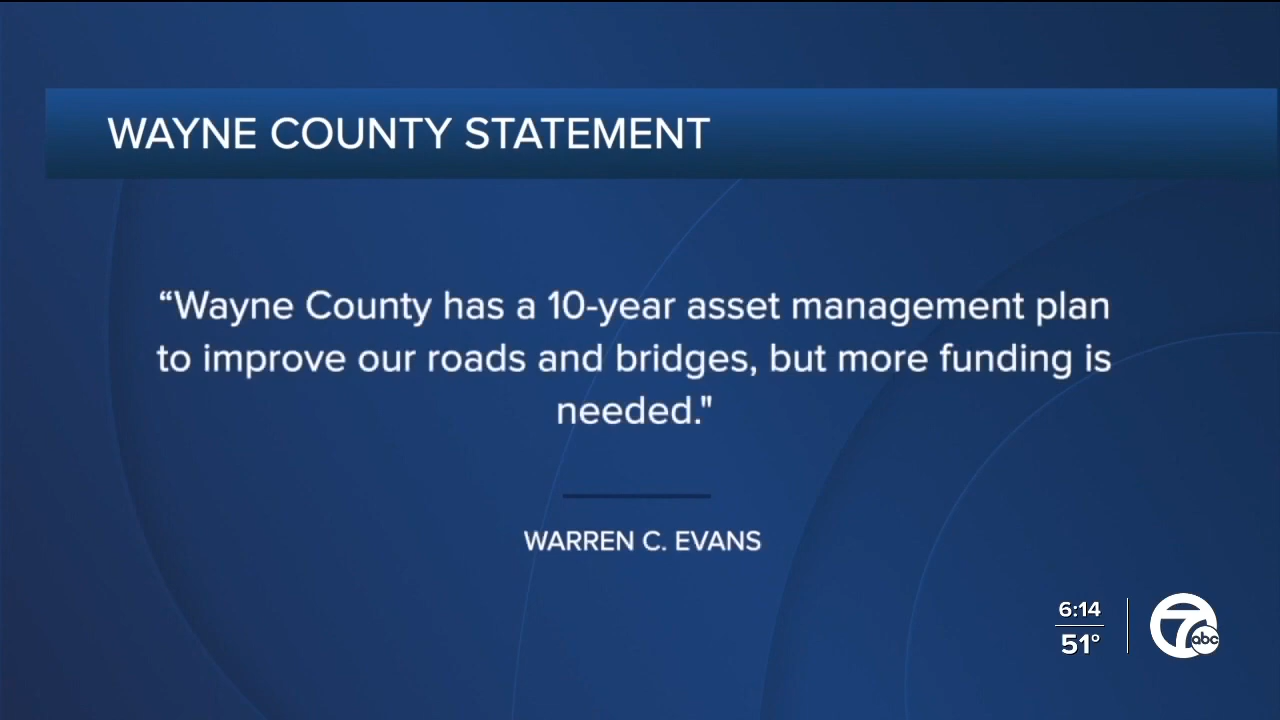 WAYNE COUNTY STATEMENT
“Wayne County has a 10-year asset management plan
to improve our roads and bridges, but more funding is
needed."
WARREN C. EVANS
6:14
51°
7
abc